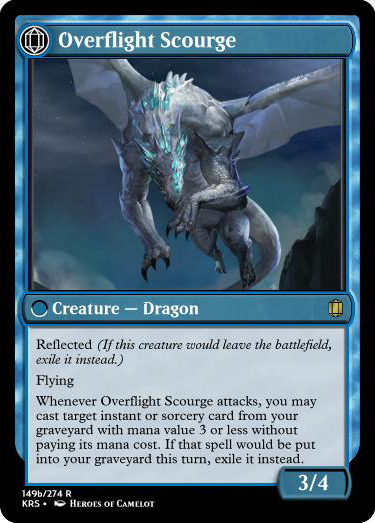 Overflight Scourge
Creature — Dragon
Reflected (If this creature would leave the battlefield,
exile it instead.)
Flying
Whenever Overflight Scourge attacks, you may
cast target instant or sorcery card from your
graveyard with mana value 3 or less without
paying its mana cost. If that spell would be put
into your graveyard this turn, exile it instead.
3/4
149b/274 R
KRS • Heroes of Camelot